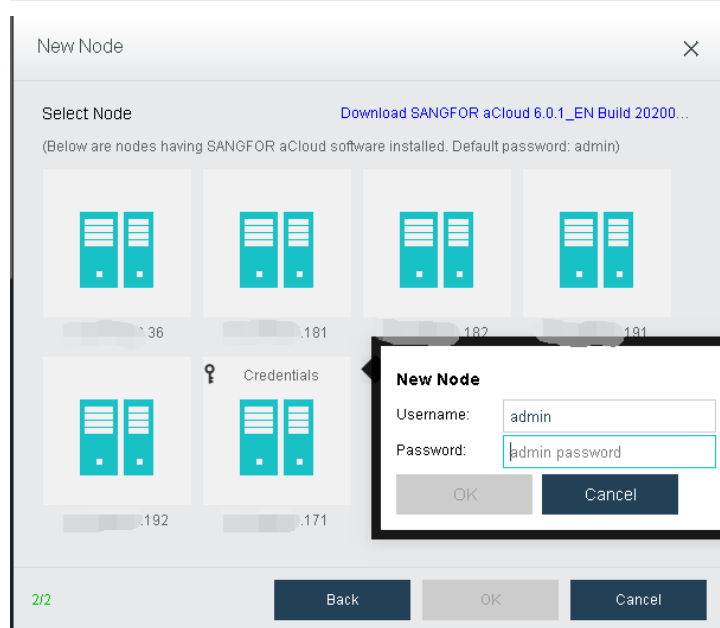 New Node
Select Node
Download SANGFOR aCloud 6.0.1_EN Build 20200...
(Below are nodes having SANGFOR aCloud software installed. Default password: admin)
.36
.181
.182
.191
Credentials
New Node
Username: admin
Password: admin password
OK Cancel
.192
.171
2/2
Back OK Cancel